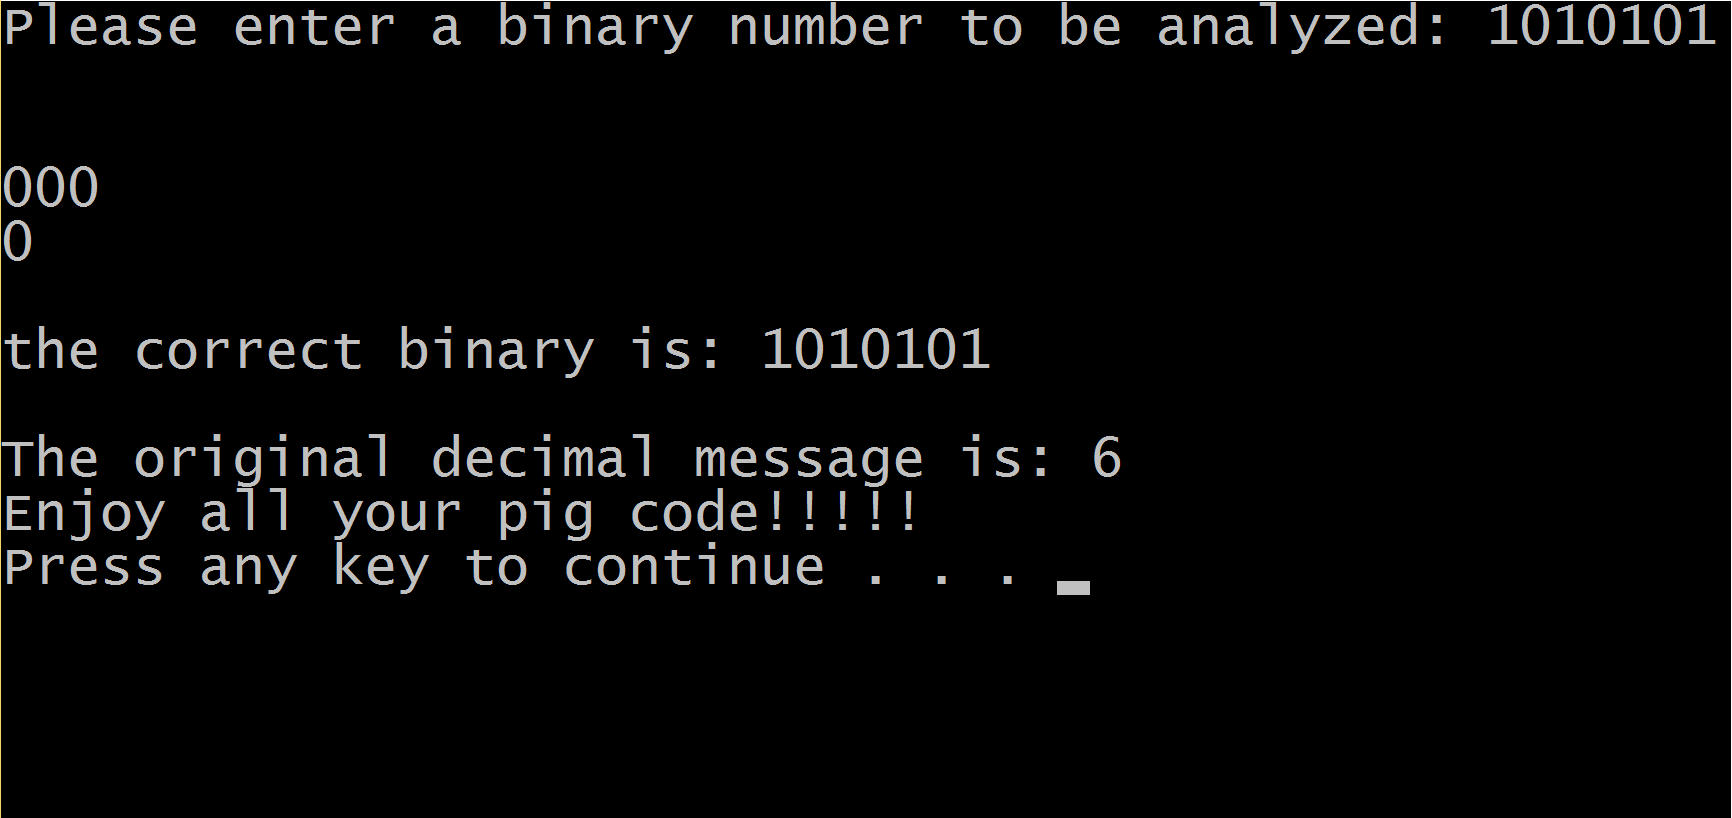 Please enter a binary number to be analyzed: 1010101
000
0
the correct binary is: 1010101
The original decimal message is: 6
Enjoy all your pig code!!!!!
Press any key to continue . . .